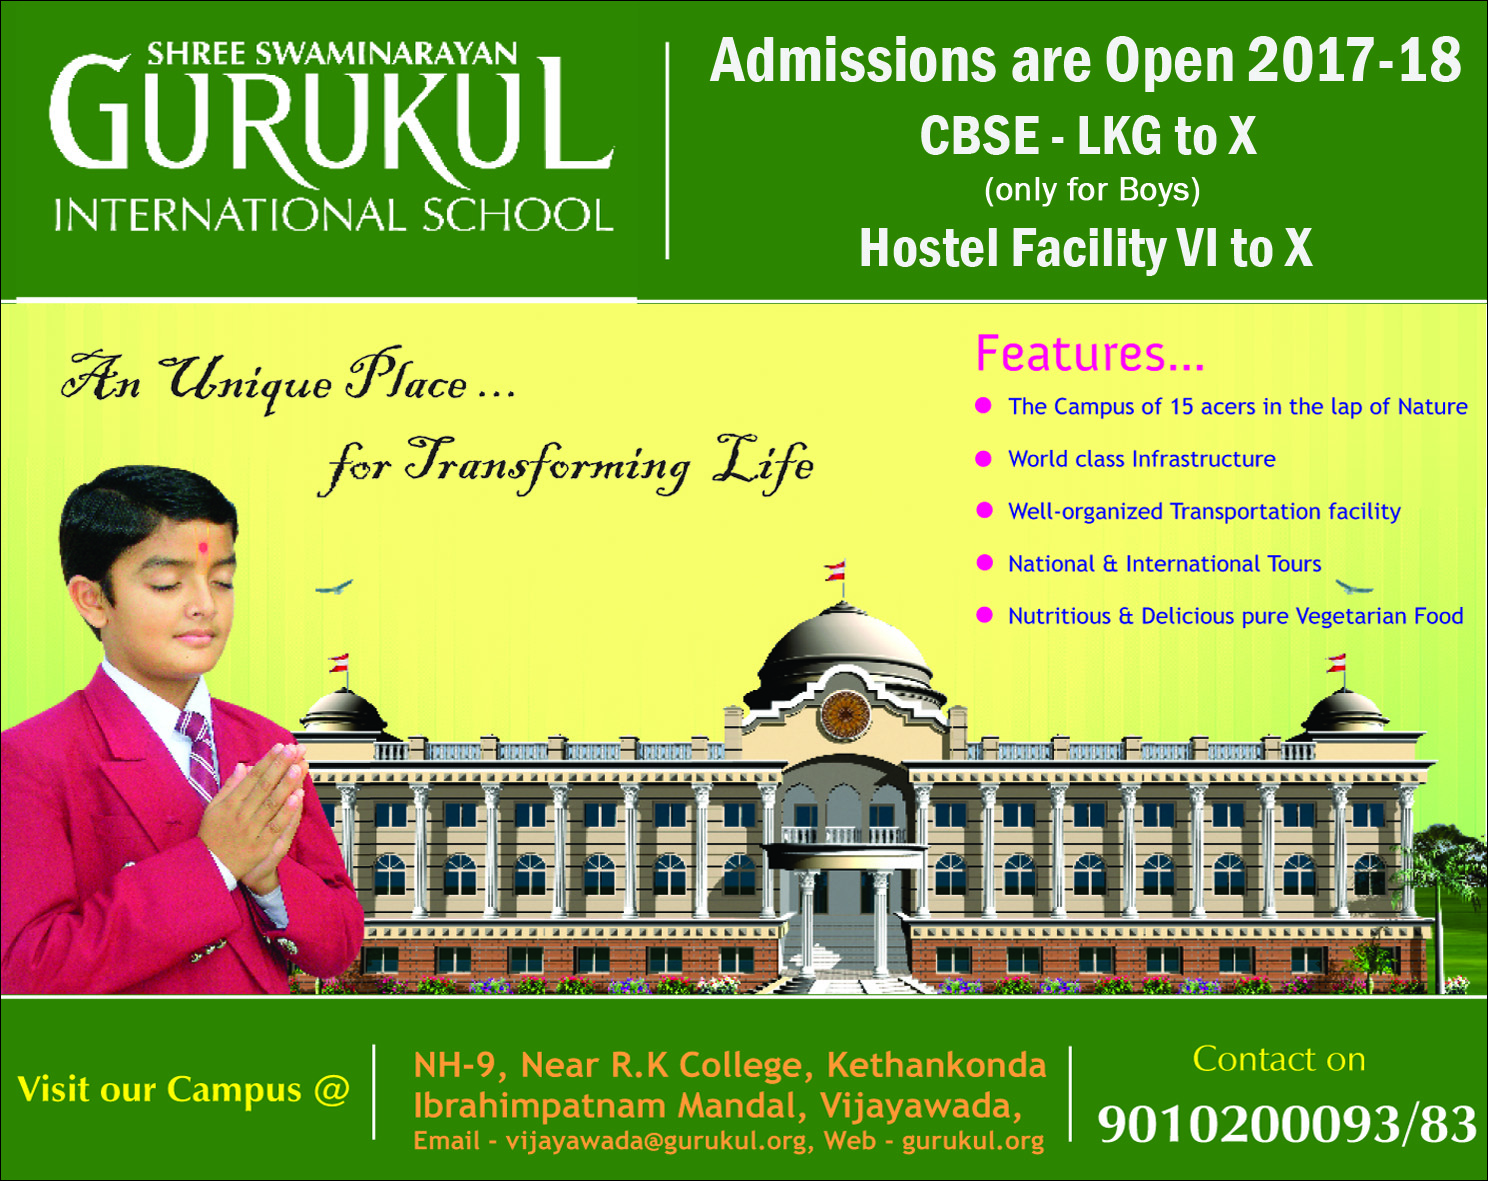 SHREE SWAMINARAYAN
GURUKUL
INTERNATIONAL SCHOOL
Admissions are Open 2017-18
CBSE - LKG to X
(only for Boys)
Hostel Facility VI to X
An Unique Place ...
for Transforming Life
Features...
The Campus of 15 acers in the lap of Nature
World class Infrastructure
Well-organized Transportation facility
National & International Tours
Nutritious & Delicious pure Vegetarian Food
Visit our Campus @
NH-9, Near R.K College, Kethankonda
Ibrahimpatnam Mandal, Vijayawada,
Email - vijayawada@gurukul.org, Web - gurukul.org
Contact on
9010200093/83